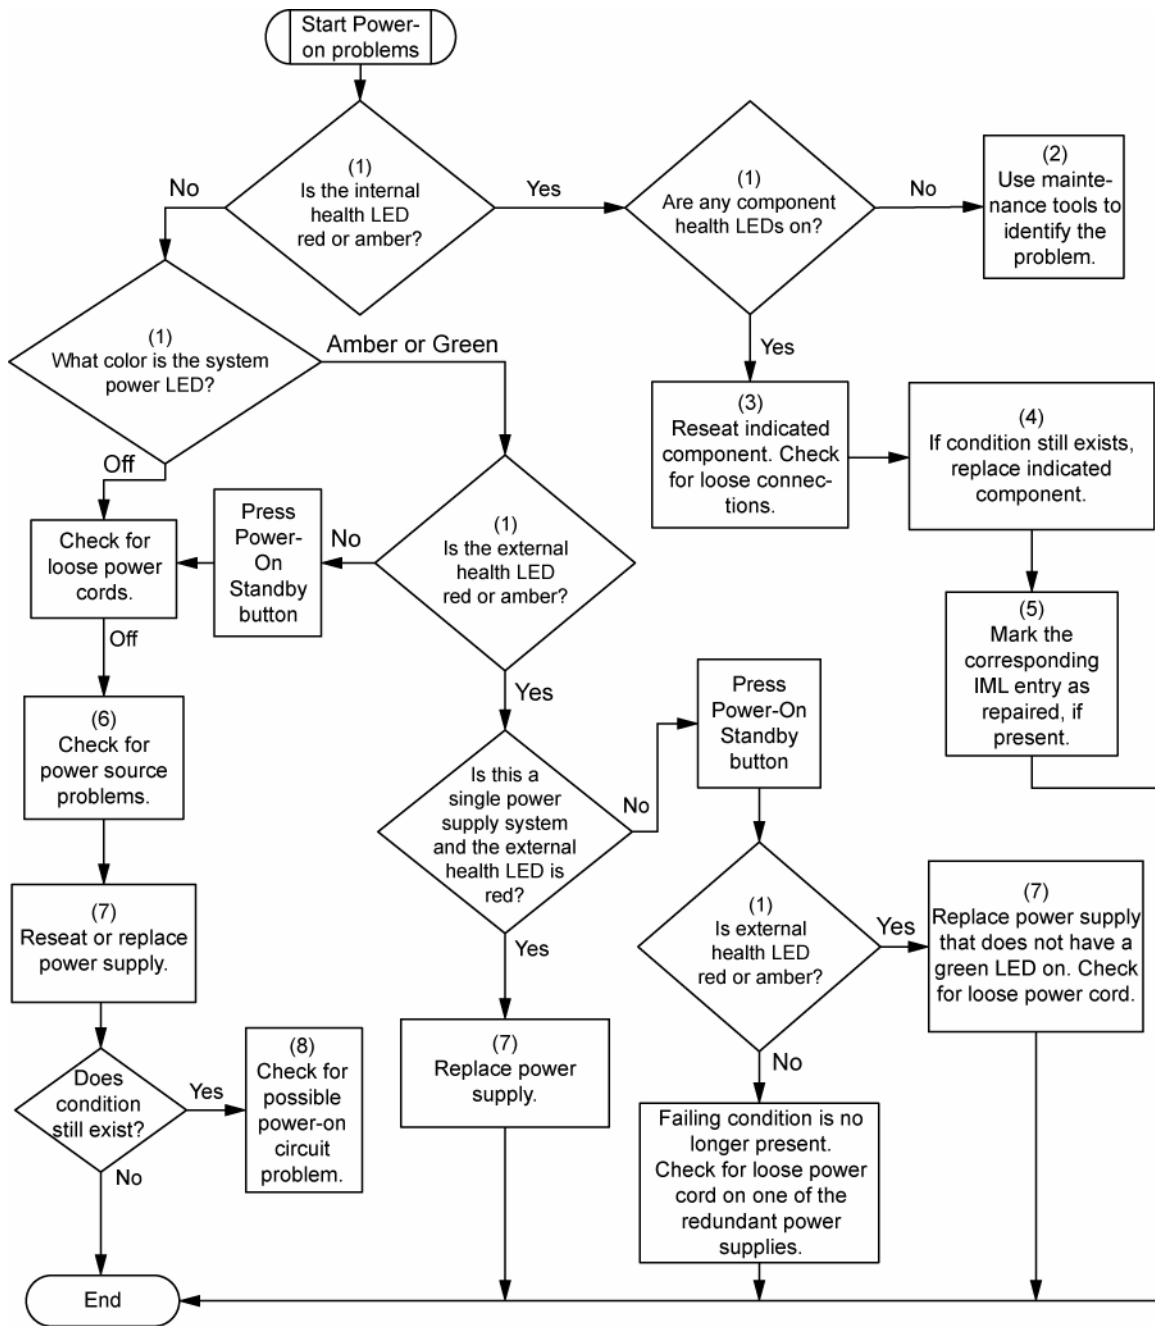 Start Power-
on problems
(1)
Is the internal
health LED
red or amber?
No
Yes
(1)
Are any component
health LEDs on?
No
(2)
Use mainte-
nance tools to
identify the
problem.
(1)
What color is the system
power LED?
Amber or Green
Yes
(3)
Reseat indicated
component. Check
for loose connec-
tions.
(4)
If condition still exists,
replace indicated
component.
Off
Check for
loose power
cords.
Press
Power-
On
Standby
button
No
(1)
Is the external
health LED
red or amber?
(5)
Mark the
corresponding
IML entry as
repaired, if
present.
Off
Yes
Press
Power-On
Standby
button
(6)
Check for
power source
problems.
Is this a
single power
supply system
and the external
health LED is
red?
No
(7)
Reseat or replace
power supply.
Yes
(1)
Is external
health LED
red or amber?
Yes
(7)
Replace power supply
that does not have a
green LED on. Check
for loose power cord.
(7)
Replace power
supply.
No
Does
condition
still exist?
Yes
(8)
Check for
possible
power-on
circuit
problem.
No
Failing condition is no
longer present.
Check for loose power
cord on one of the
redundant power
supplies.
End